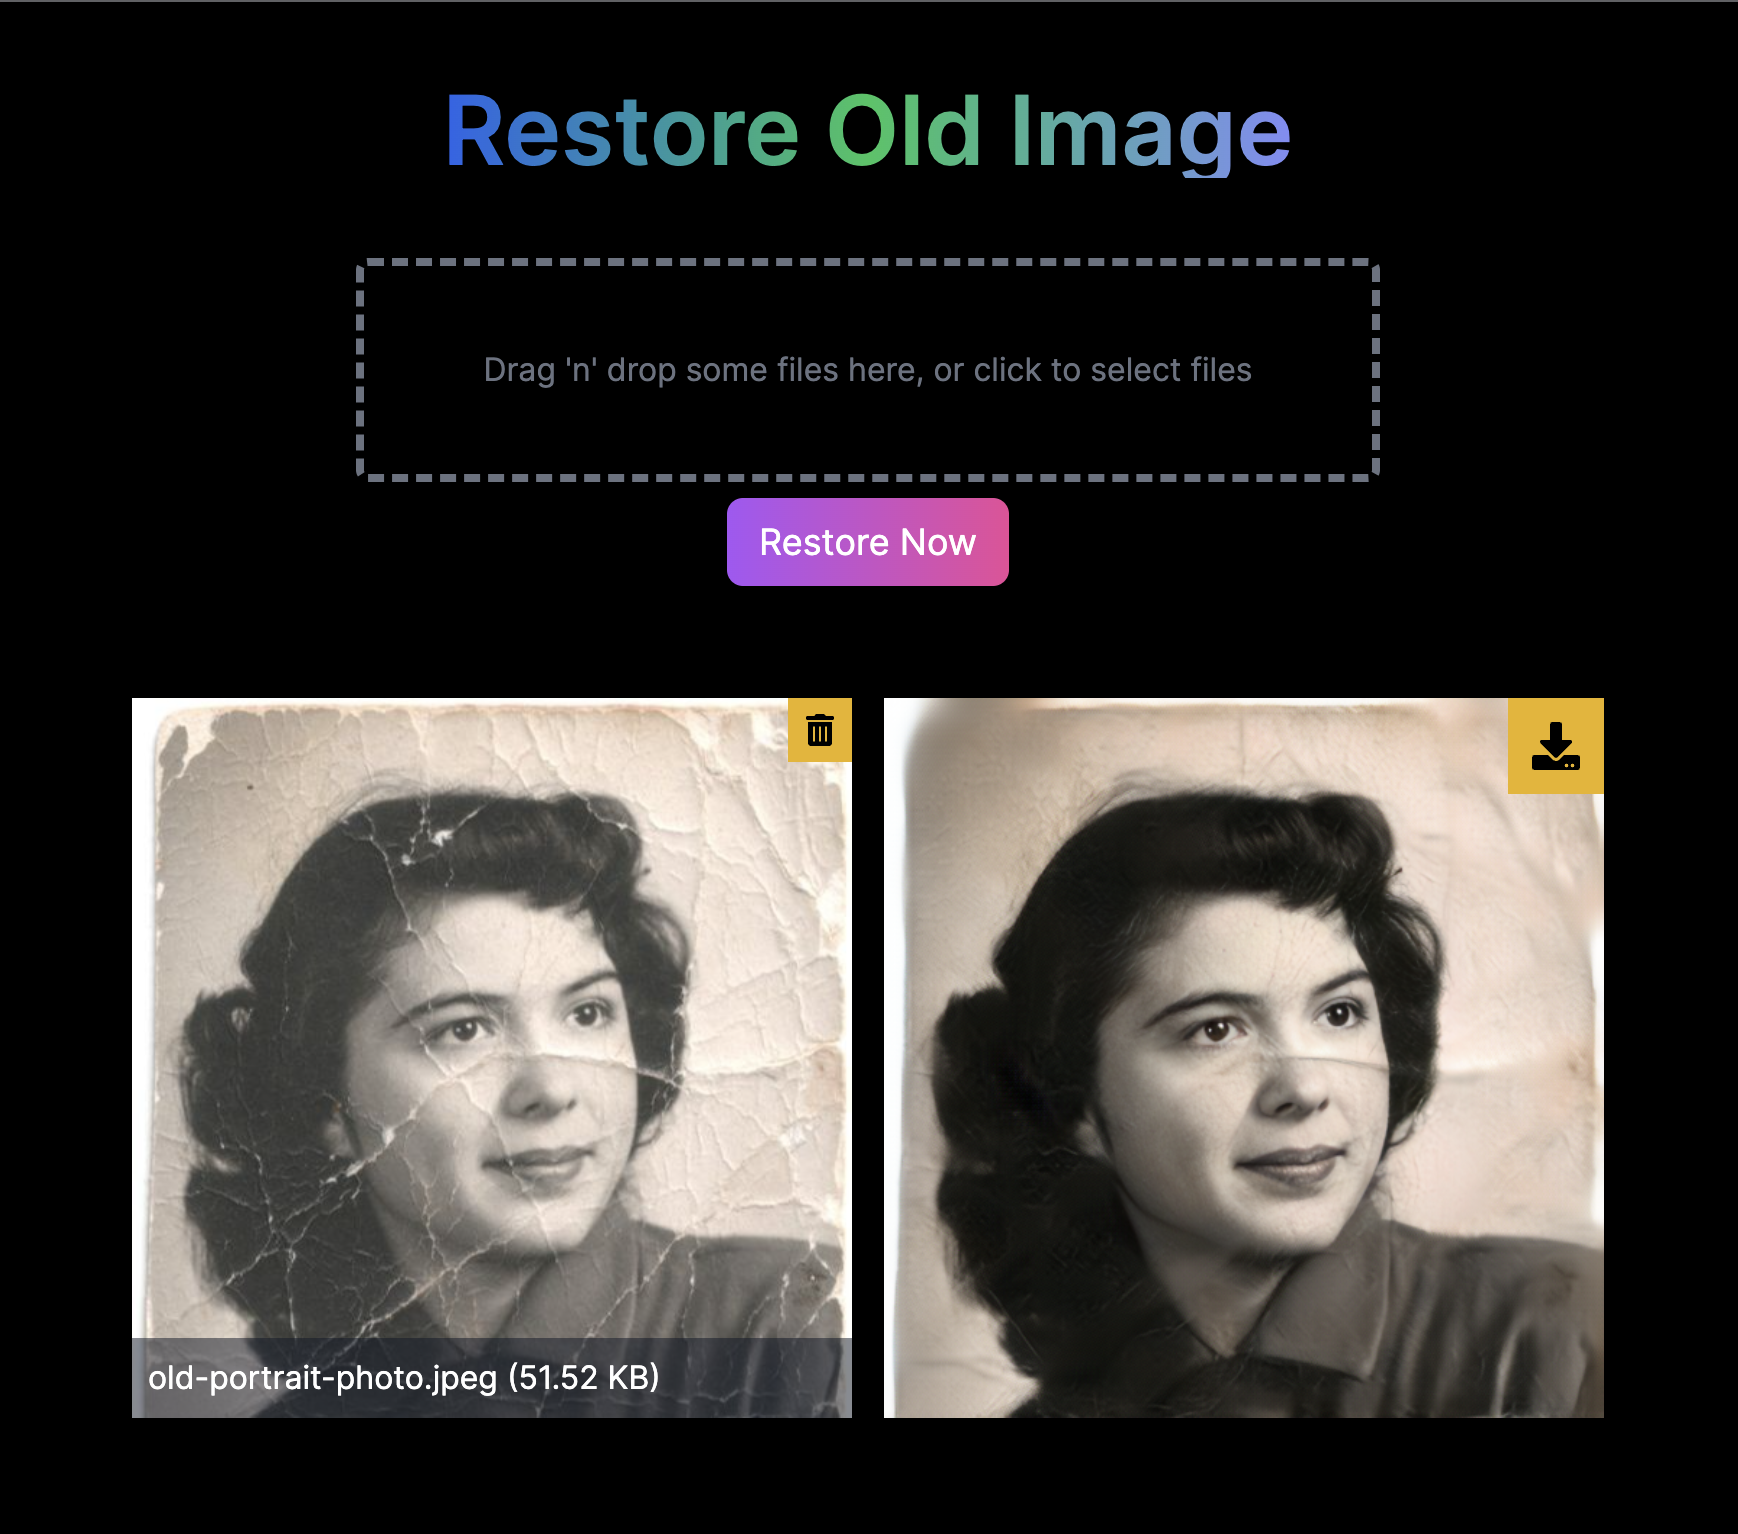 Restore Old Image
Drag 'n' drop some files here, or click to select files
Restore Now
old-portrait-photo.jpeg (51.52 KB)